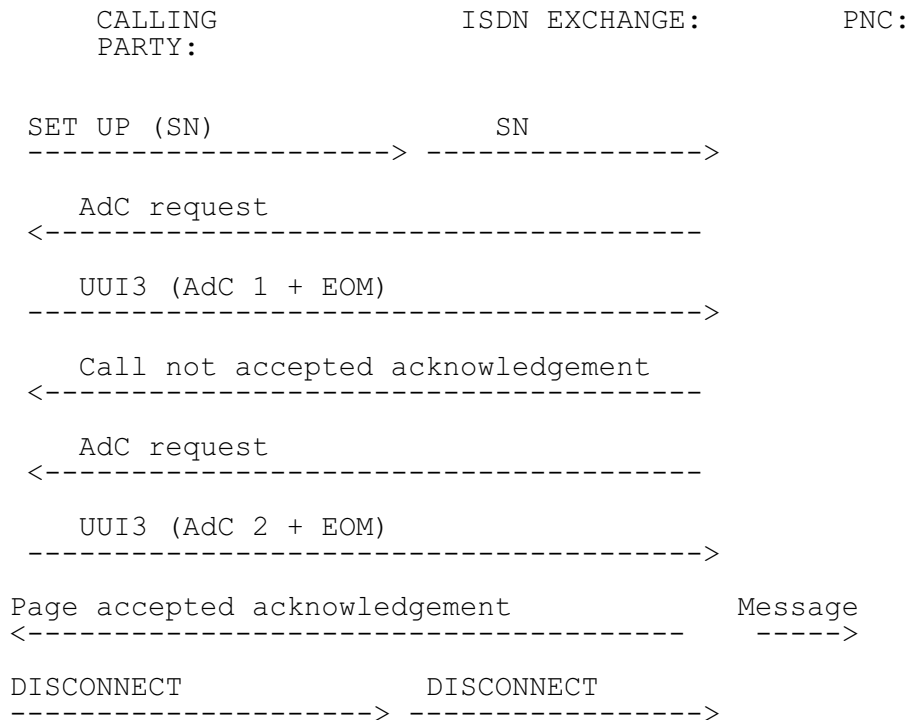 CALLING ISDN EXCHANGE: PNC:
PARTY:
SET UP (SN) SN
---------------------> ---------------->
AdC request
<--------------------------------------
UUI3 (AdC 1 + EOM)
--------------------------------------->
Call not accepted acknowledgement
<--------------------------------------
AdC request
<--------------------------------------
UUI3 (AdC 2 + EOM)
--------------------------------------->
Page accepted acknowledgement Message
<-------------------------------------- ----->
DISCONNECT DISCONNECT
---------------------> ----------------->